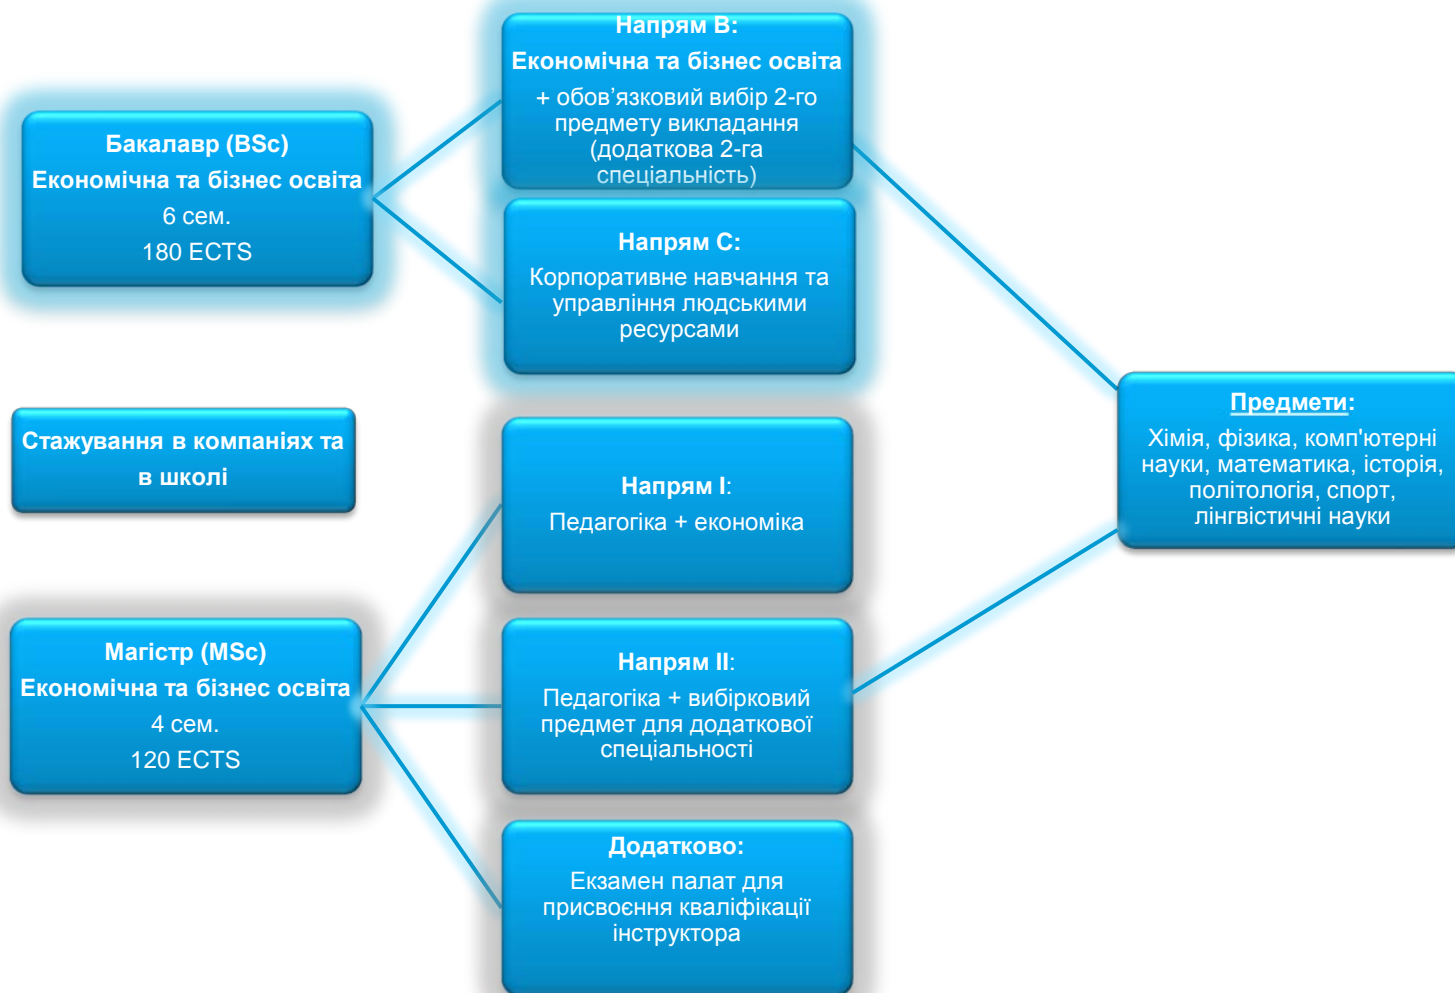 Бакалавр (BSc)
Економічна та бізнес освіта
6 сем.
180 ECTS
Напрям В:
Економічна та бізнес освіта
+ обов’язковий вибір 2-го
предмету викладання
(додаткова 2-га
спеціальність)
Напрям С:
Корпоративне навчання та
управління людськими
ресурсами
Предмети:
Хімія, фізика, комп'ютерні
науки, математика, історія,
політологія, спорт,
лінгвістичні науки
Стажування в компаніях та
в школі
Магістр (MSc)
Економічна та бізнес освіта
4 сем.
120 ECTS
Напрям I:
Педагогіка + економіка
Напрям II:
Педагогіка + вибірковий
предмет для додаткової
спеціальності
Додатково:
Екзамен палат для
присвоєння кваліфікації
інструктора